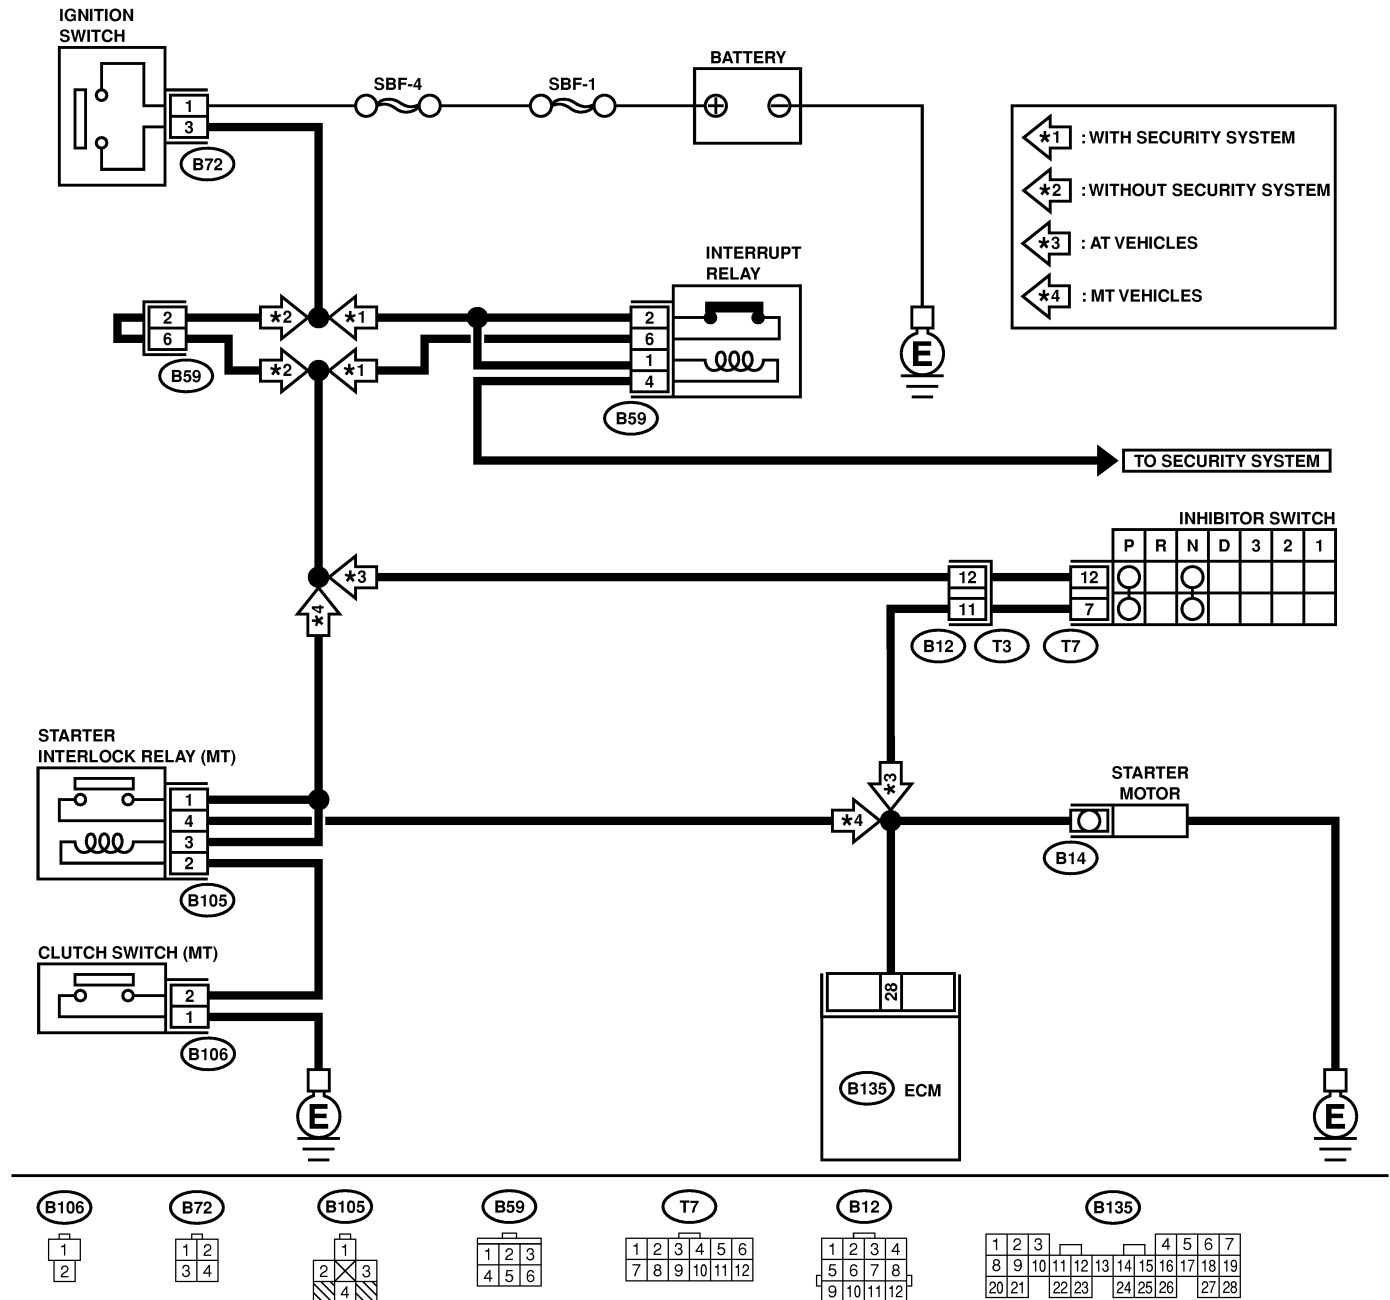 IGNITION
SWITCH
1
3
B72
SBF-4
SBF-1
BATTERY
*1 : WITH SECURITY SYSTEM
*2 : WITHOUT SECURITY SYSTEM
*3 : AT VEHICLES
*4 : MT VEHICLES
INTERRUPT
RELAY
2
6
B59
*2
*1
*2
*1
2
6
1
4
B59
E
TO SECURITY SYSTEM
INHIBITOR SWITCH
P R N D 3 2 1
*3
12
11
12
7
B12
T3
T7
*4
STARTER
INTERLOCK RELAY (MT)
1
4
3
2
B105
*3
*4
STARTER
MOTOR
B14
CLUTCH SWITCH (MT)
2
1
B106
E
28
B135 ECM
E
B106
1
2
B72
1 2
3 4
B105
1
2 3
4
B59
1 2 3
4 5 6
T7
1 2 3 4 5 6
7 8 9 10 11 12
B12
1 2 3 4
5 6 7 8
9 10 11 12
B135
1 2 3 4 5 6 7
8 9 10 11 12 13 14 15 16 17 18 19
20 21 22 23 24 25 26 27 28